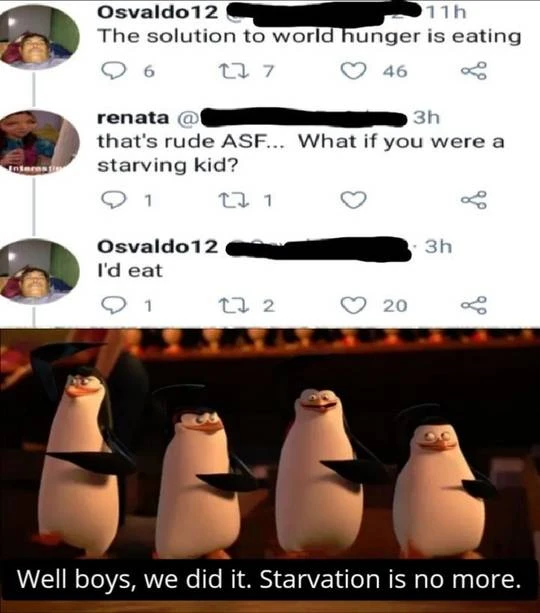 Osvaldo12
11h
The solution to world hunger is eating
6 7 46
renata @
3h
that's rude ASF... What if you were a
starving kid?
1 1
Osvaldo12
· 3h
I'd eat
1 2 20
Well boys, we did it. Starvation is no more.